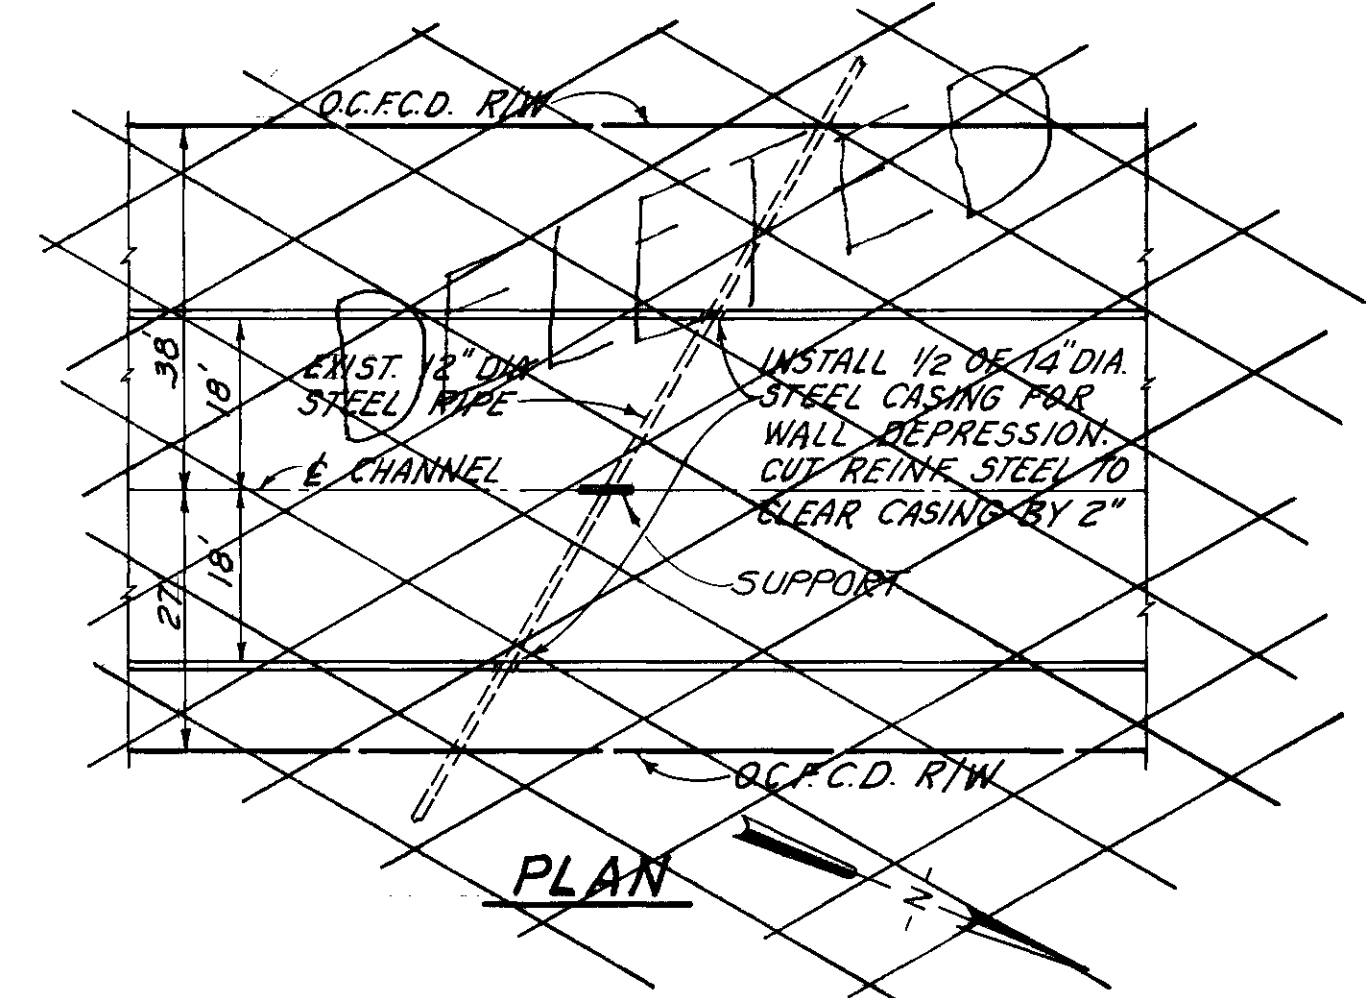 O.C.F.C.D. R/W
DELETED
38'
18'
EXIST. 12" DIA
STEEL PIPE
INSTALL 1/2 OF 14" DIA.
STEEL CASING FOR
WALL DEPRESSION.
CUT REINF. STEEL TO
CLEAR CASING BY 2"
℄ CHANNEL
18'
27'
SUPPORT
O.C.F.C.D. R/W
PLAN
N